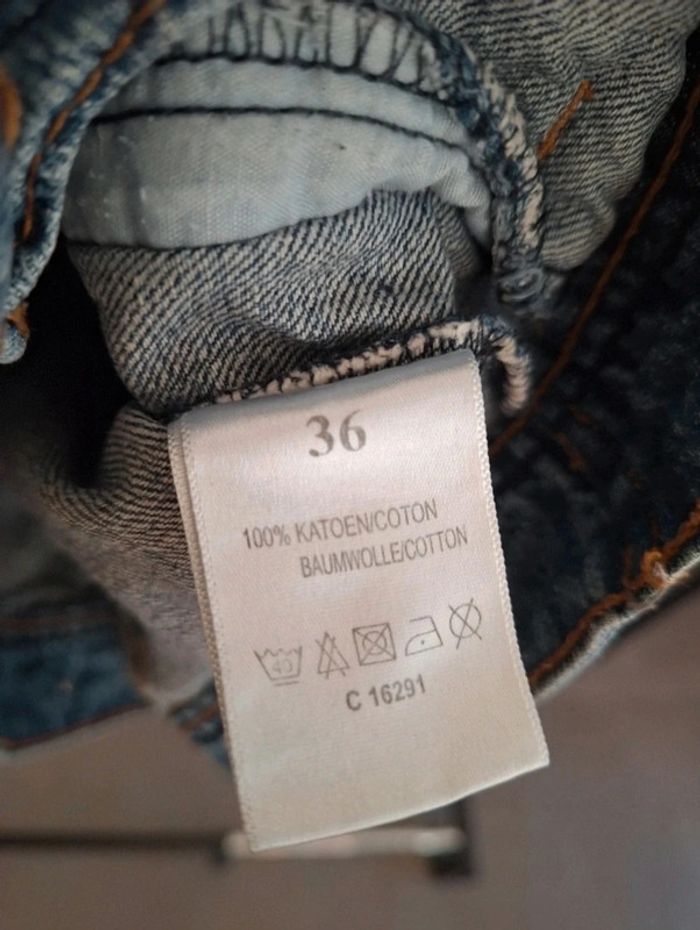 36
100% KATOEN/COTON
BAUMWOLLE/COTTON
40
C 16291